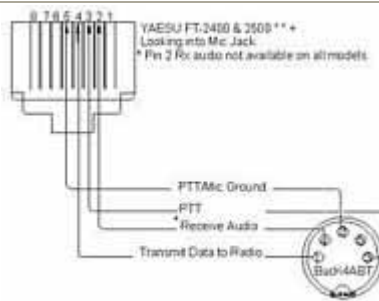 8 7 6 5 4 3 2 1
YAESU FT-2400 & 2500 ** +
Looking into Mic Jack
* Pin 2 Rx audio not available on all models
PTT/Mic Ground
PTT
* Receive Audio
Transmit Data to Radio
Buck4ABT